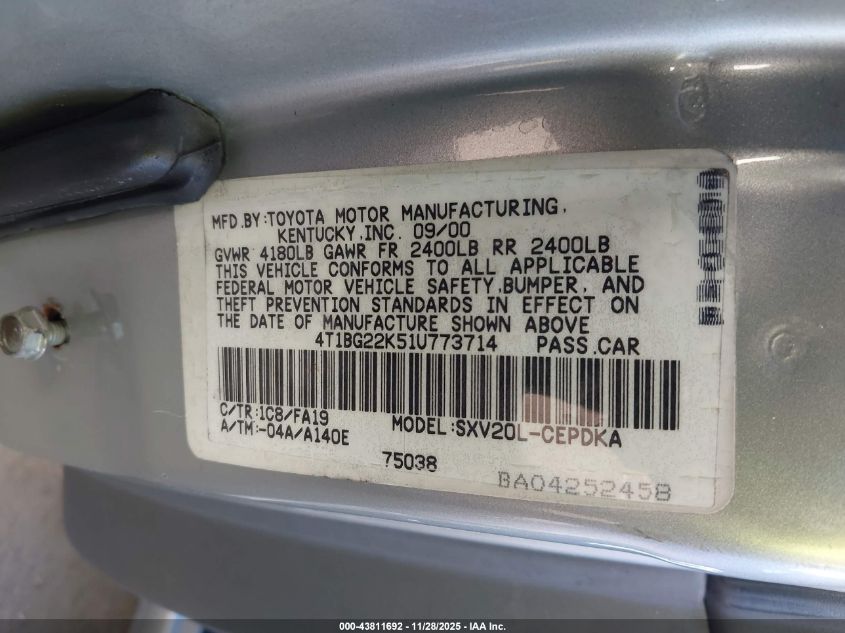 MFD.BY:TOYOTA MOTOR MANUFACTURING,
KENTUCKY,INC. 09/00
GVWR 4180LB GAWR FR 2400LB RR 2400LB
THIS VEHICLE CONFORMS TO ALL APPLICABLE
FEDERAL MOTOR VEHICLE SAFETY,BUMPER, AND
THEFT PREVENTION STANDARDS IN EFFECT ON
THE DATE OF MANUFACTURE SHOWN ABOVE
4T1BG22K51U773714 PASS.CAR
C/TR:1C8/FA19
A/TM:-04A/A140E
MODEL:SXV20L-CEPDKA
75038
BA04252458
000-43811692 | 11/28/2025 - IAA Inc.